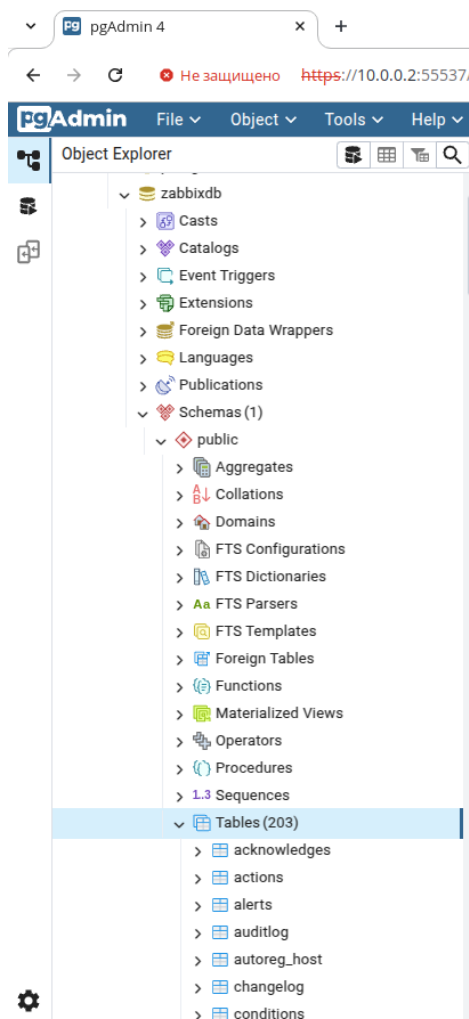 pgAdmin 4
Не защищено https://10.0.0.2:55537/
pgAdmin File Object Tools Help
Object Explorer
zabbixdb
Casts
Catalogs
Event Triggers
Extensions
Foreign Data Wrappers
Languages
Publications
Schemas (1)
public
Aggregates
Collations
Domains
FTS Configurations
FTS Dictionaries
Aa FTS Parsers
FTS Templates
Foreign Tables
Functions
Materialized Views
Operators
Procedures
1..3 Sequences
Tables (203)
acknowledges
actions
alerts
auditlog
autoreg_host
changelog
conditions